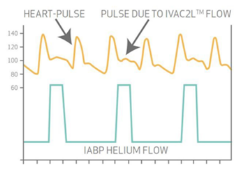 HEART-PULSE PULSE DUE TO IVAC2L™ FLOW
140
120
100
80
60
IABP HELIUM FLOW